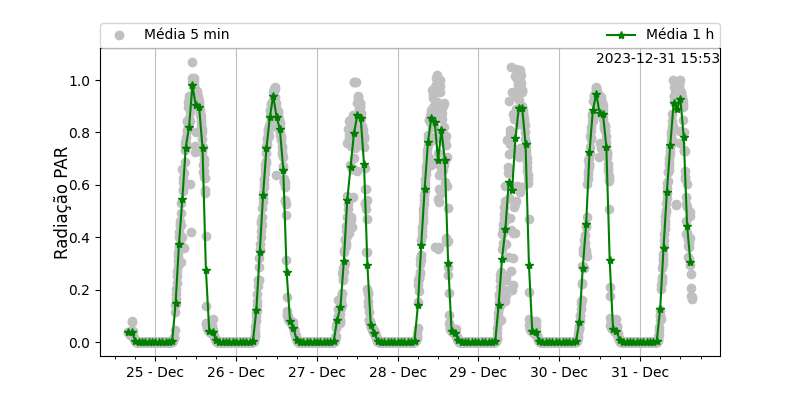 Média 5 min
Média 1 h
2023-12-31 15:53
Radiação PAR
1.0
0.8
0.6
0.4
0.2
0.0
25 - Dec
26 - Dec
27 - Dec
28 - Dec
29 - Dec
30 - Dec
31 - Dec